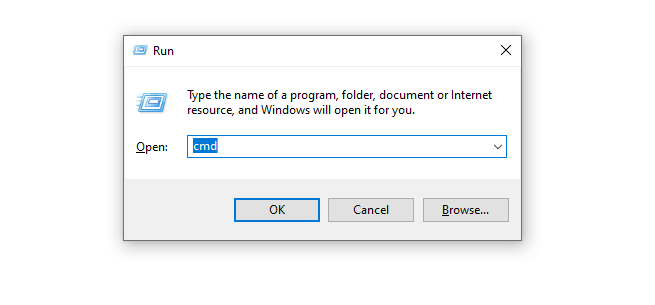 Run
Type the name of a program, folder, document or Internet
resource, and Windows will open it for you.
Open: cmd
OK Cancel Browse...